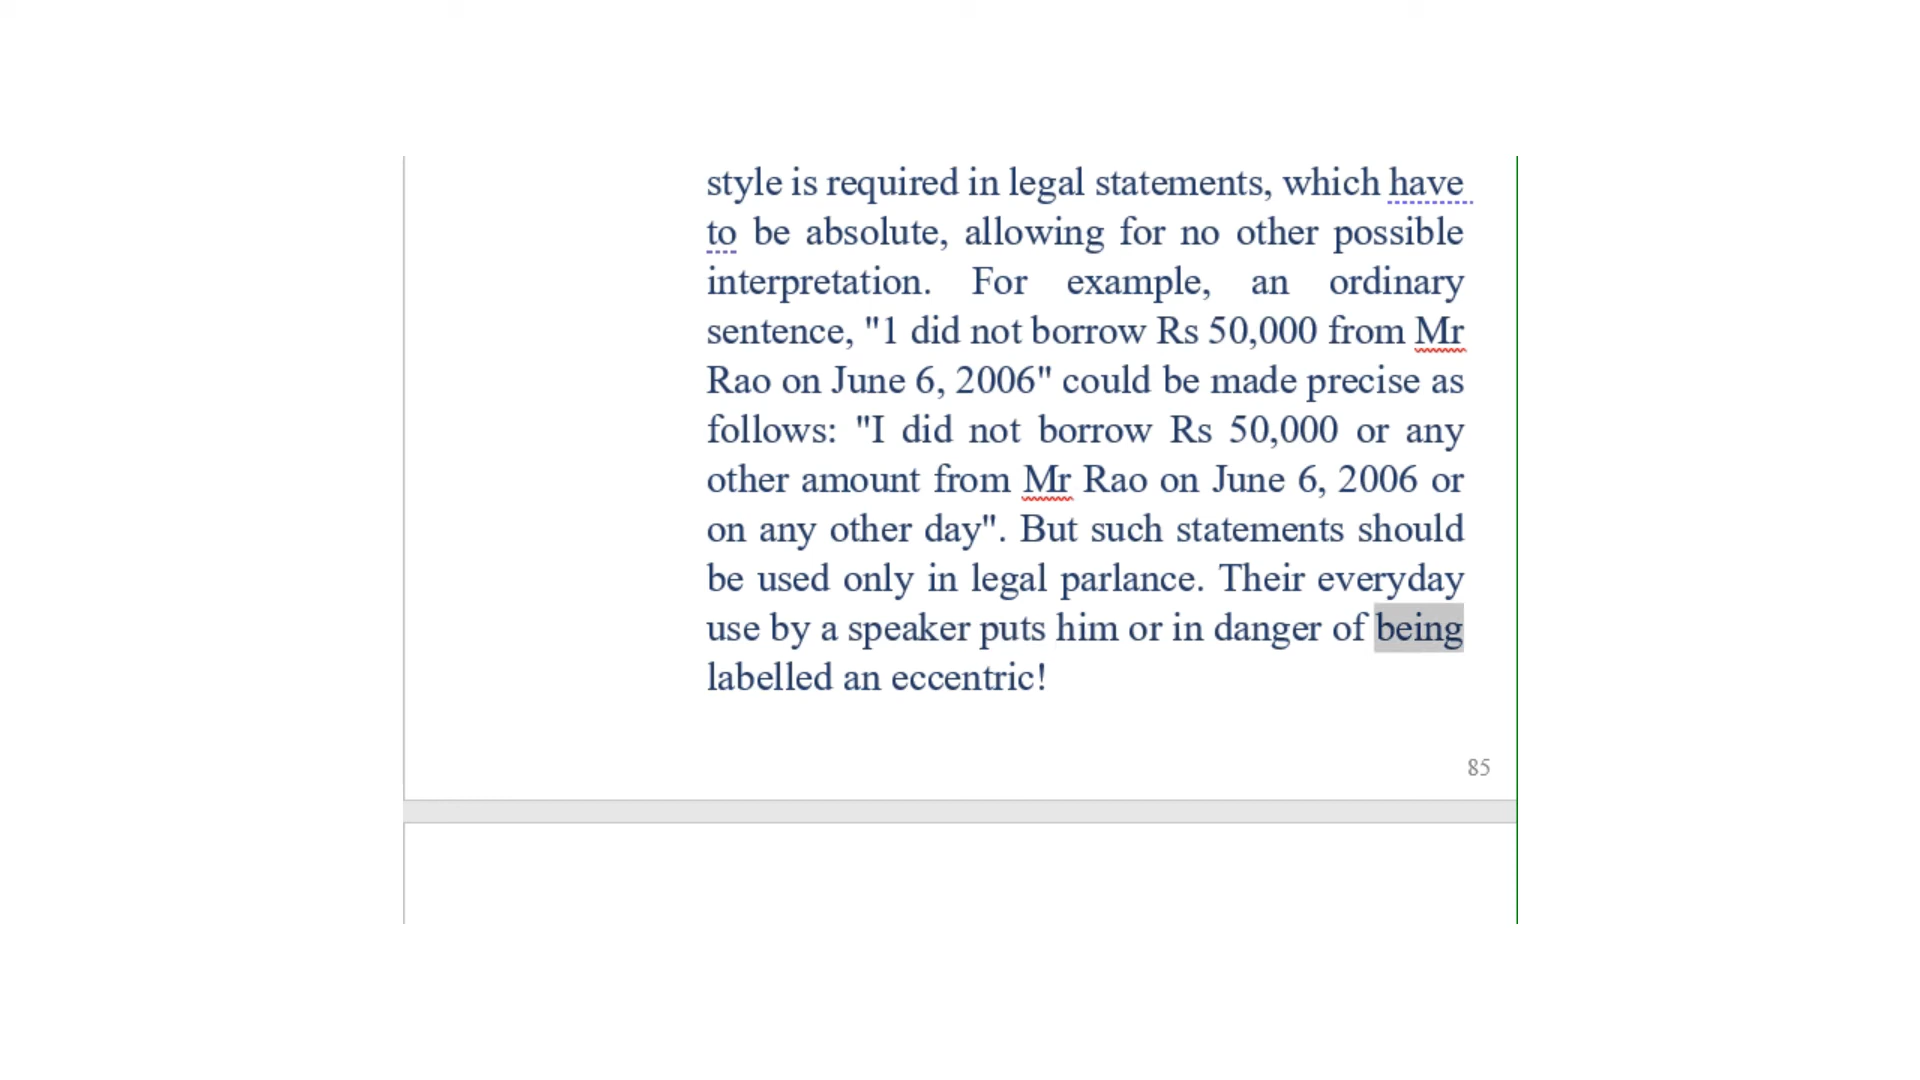 style is required in legal statements, which have
to be absolute, allowing for no other possible
interpretation. For example, an ordinary
sentence, "1 did not borrow Rs 50,000 from Mr
Rao on June 6, 2006" could be made precise as
follows: "I did not borrow Rs 50,000 or any
other amount from Mr Rao on June 6, 2006 or
on any other day". But such statements should
be used only in legal parlance. Their everyday
use by a speaker puts him or in danger of being
labelled an eccentric!
85